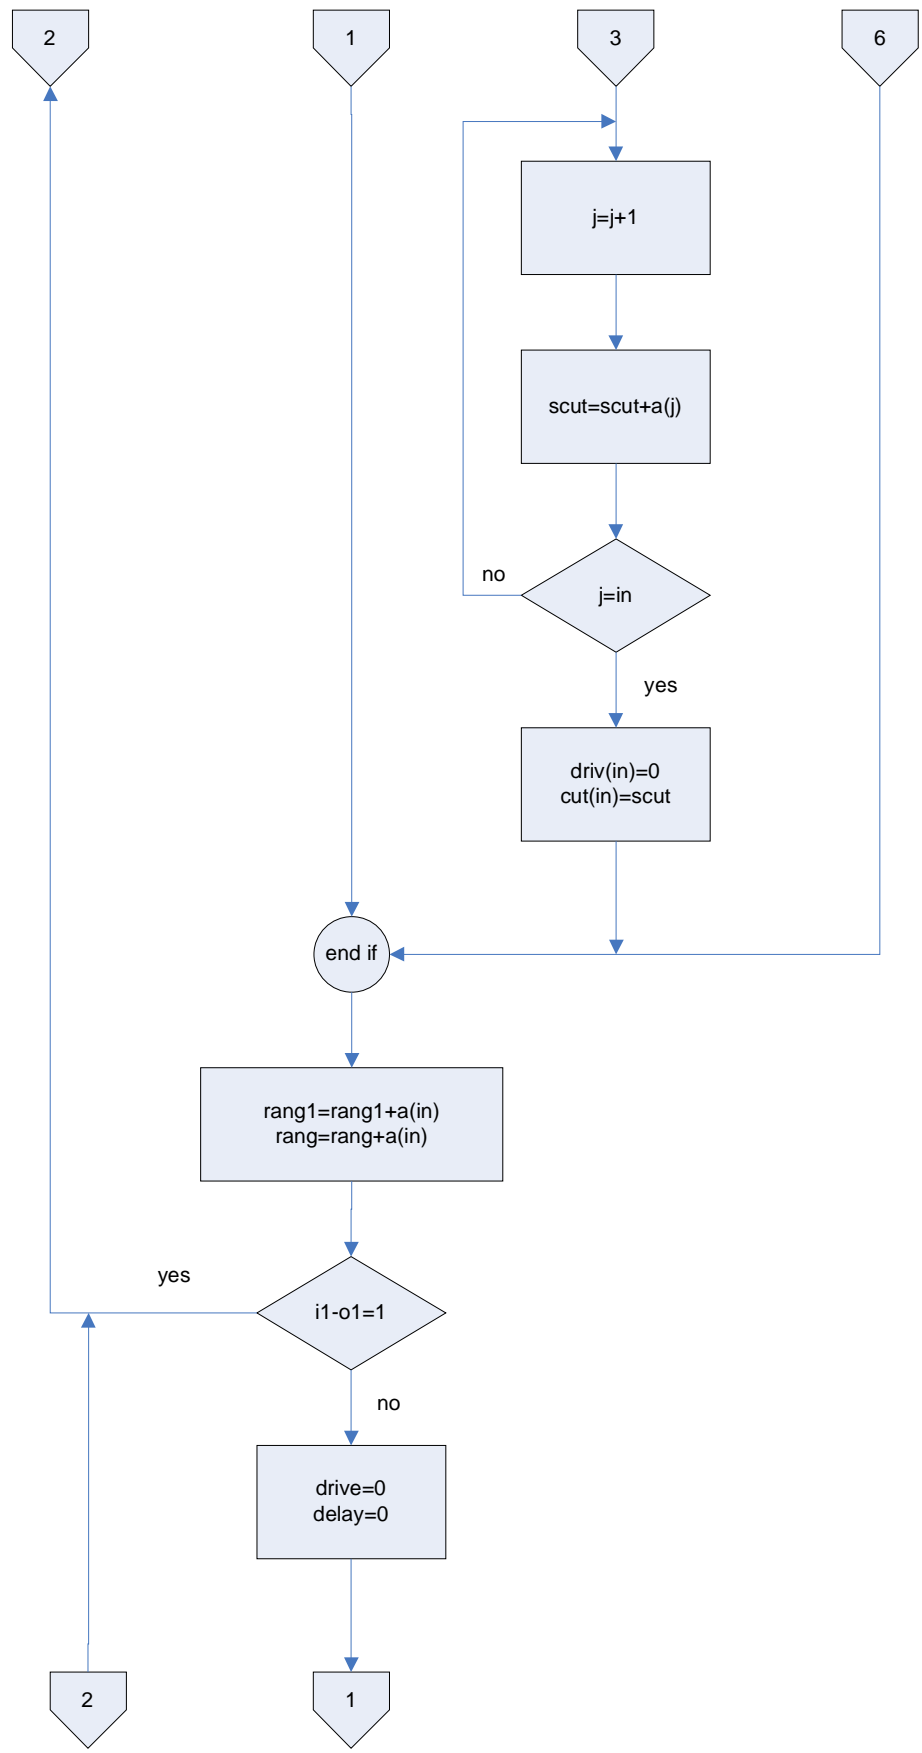 2
1
3
6
j=j+1
scut=scut+a(j)
no
j=in
yes
driv(in)=0
cut(in)=scut
end if
rang1=rang1+a(in)
rang=rang+a(in)
yes
i1-o1=1
no
drive=0
delay=0
2
1